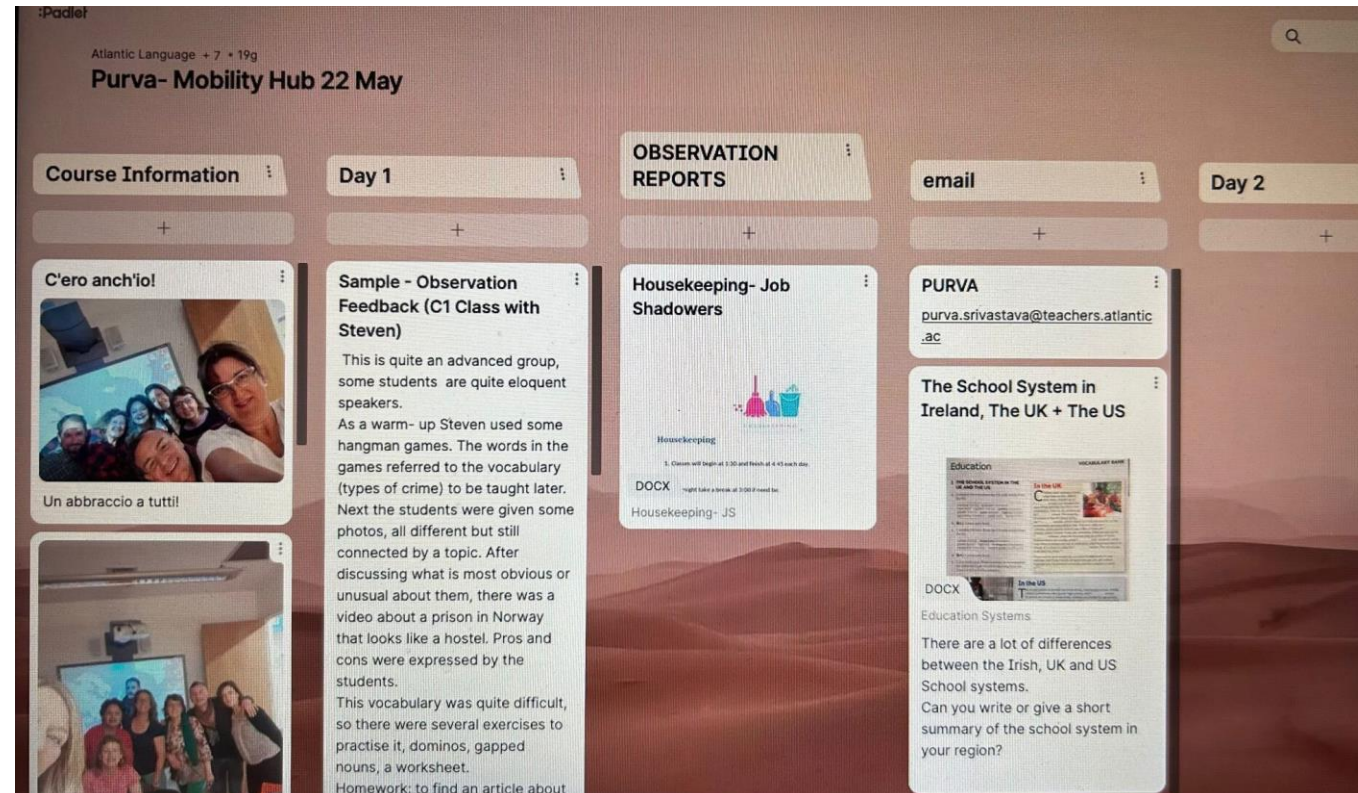 :Padlet
Atlantic Language + 7 • 19g
Purva- Mobility Hub 22 May
Course Information
C'ero anch'io!
Un abbraccio a tutti!
Day 1
Sample - Observation
Feedback (C1 Class with
Steven)
This is quite an advanced group,
some students are quite eloquent
speakers.
As a warm- up Steven used some
hangman games. The words in the
games referred to the vocabulary
(types of crime) to be taught later.
Next the students were given some
photos, all different but still
connected by a topic. After
discussing what is most obvious or
unusual about them, there was a
video about a prison in Norway
that looks like a hostel. Pros and
cons were expressed by the
students.
This vocabulary was quite difficult,
so there were several exercises to
practise it, dominos, gapped
nouns, a worksheet.
Homework: to find an article about
OBSERVATION
REPORTS
Housekeeping- Job
Shadowers
Housekeeping
1. Classes will begin at 1:30 and finish at 4:45 each day.
might take a break at 3:00 if need be.
DOCX
Housekeeping- JS
email
PURVA
purva.srivastava@teachers.atlantic
.ac
The School System in
Ireland, The UK + The US
Education
VOCABULARY BANK
In the UK
In the US
DOCX
Education Systems
There are a lot of differences
between the Irish, UK and US
School systems.
Can you write or give a short
summary of the school system in
your region?
Day 2